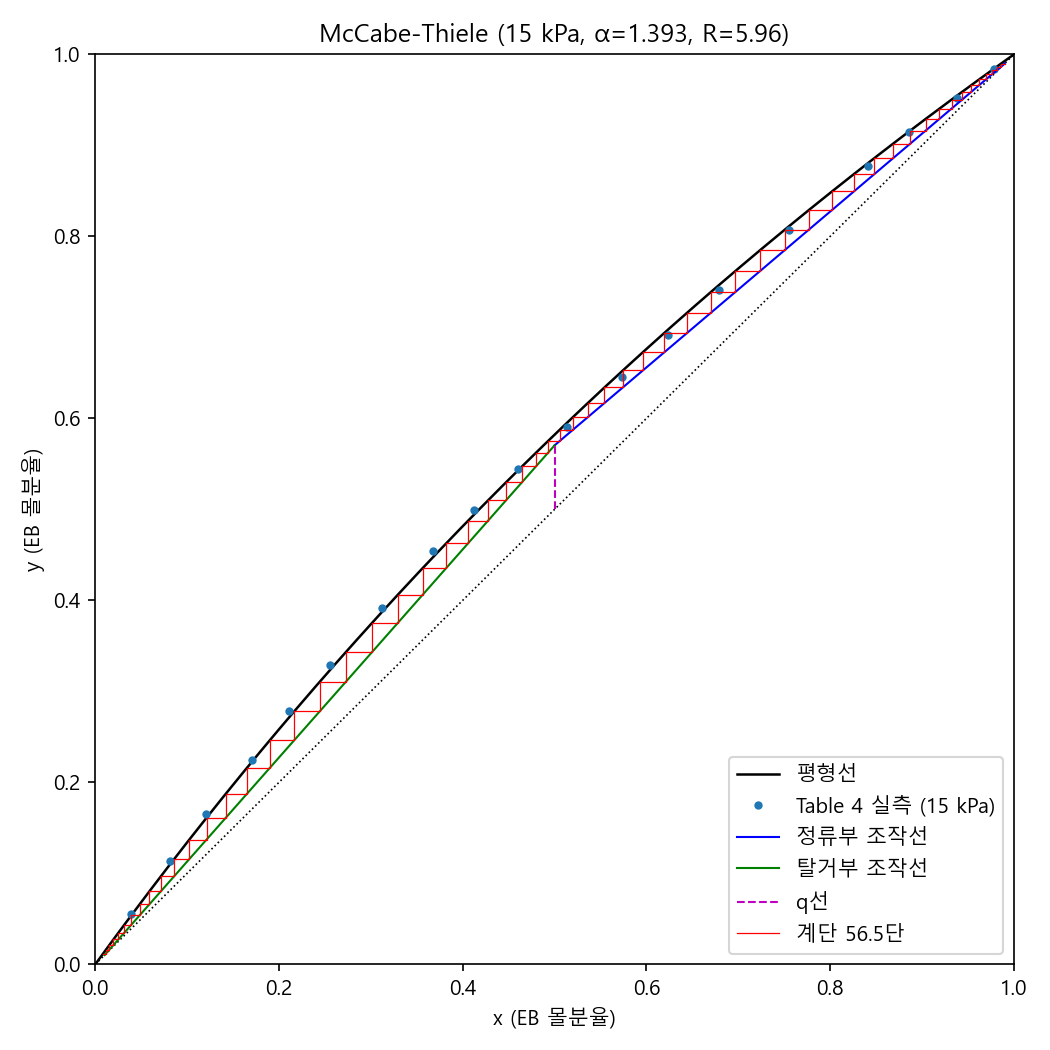 McCabe-Thiele (15 kPa, α=1.393, R=5.96)
1.0
0.8
0.6
0.4
0.2
0.0
y (EB 몰분율)
평형선
Table 4 실측 (15 kPa)
정류부 조작선
탈거부 조작선
q선
계단 56.5단
0.0 0.2 0.4 0.6 0.8 1.0
x (EB 몰분율)